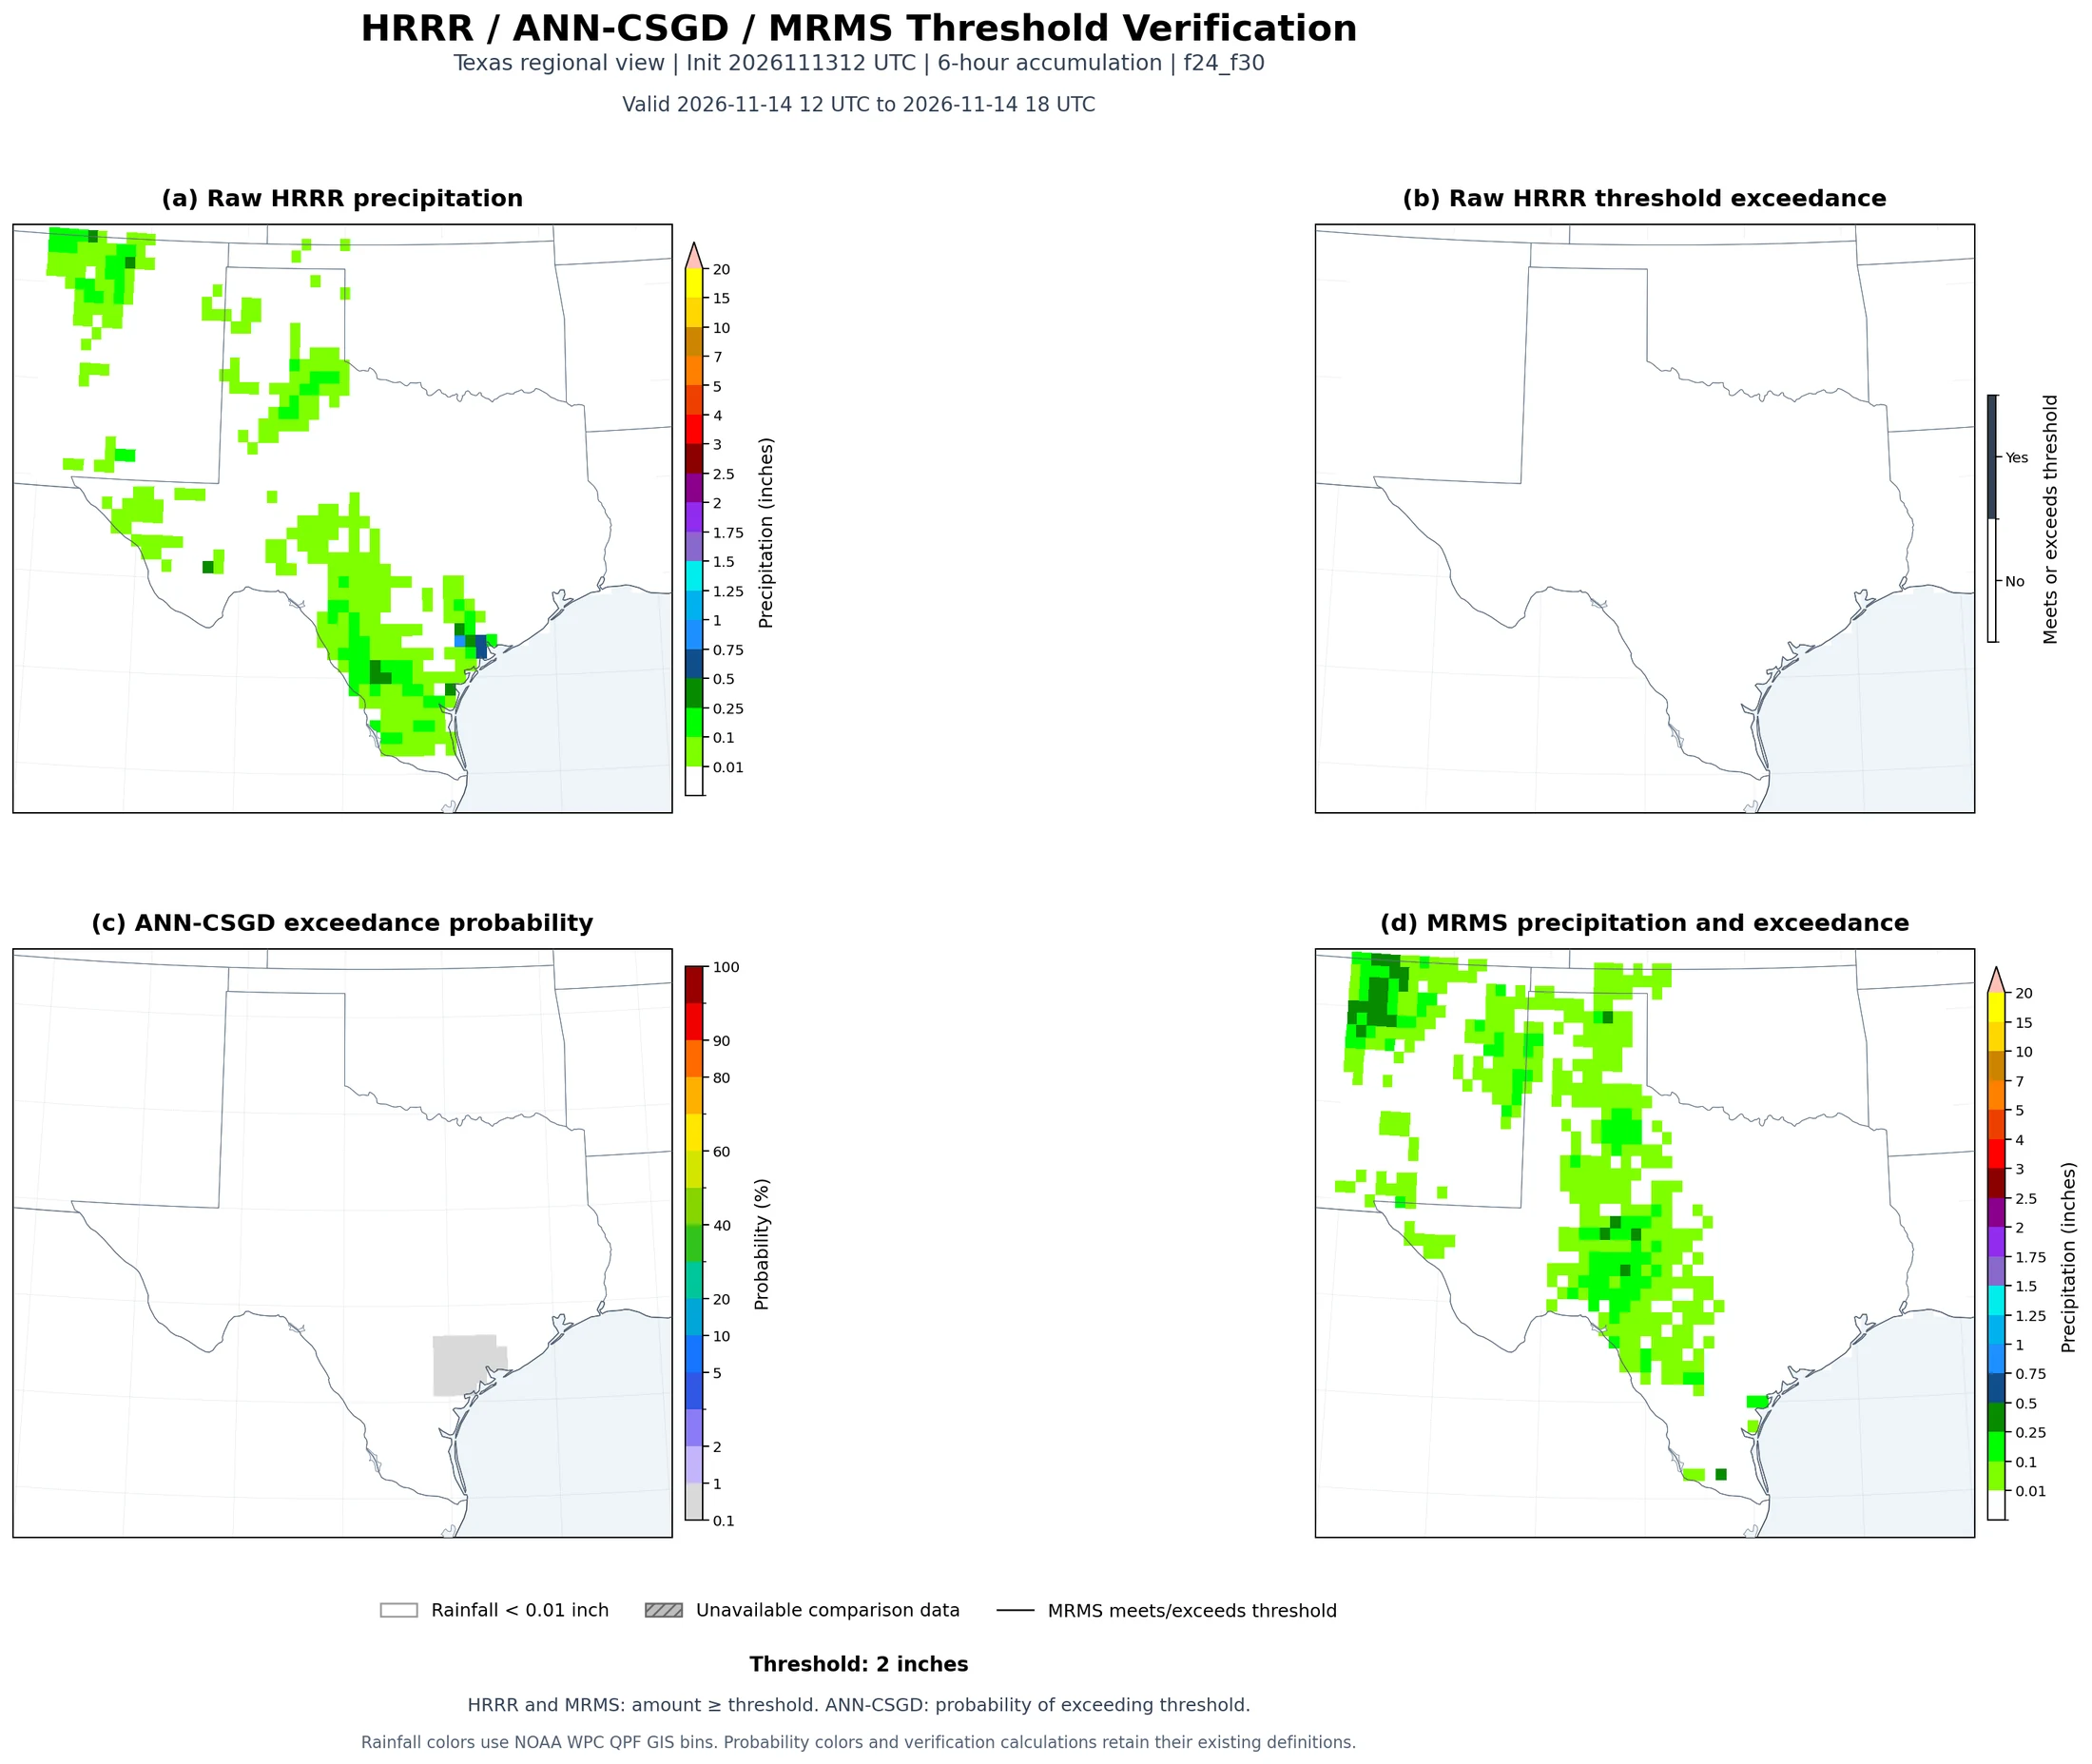 HRRR / ANN-CSGD / MRMS Threshold Verification
Texas regional view | Init 2026111312 UTC | 6-hour accumulation | f24_f30
Valid 2026-11-14 12 UTC to 2026-11-14 18 UTC
(a) Raw HRRR precipitation
20
15
10
7
5
4
3
2.5
2
1.75
1.5
1.25
1
0.75
0.5
0.25
0.1
0.01
Precipitation (inches)
(b) Raw HRRR threshold exceedance
Yes
No
Meets or exceeds threshold
(c) ANN-CSGD exceedance probability
100
90
80
60
40
20
10
5
2
1
0.1
Probability (%)
(d) MRMS precipitation and exceedance
20
15
10
7
5
4
3
2.5
2
1.75
1.5
1.25
1
0.75
0.5
0.25
0.1
0.01
Precipitation (inches)
Rainfall < 0.01 inch
Unavailable comparison data
MRMS meets/exceeds threshold
Threshold: 2 inches
HRRR and MRMS: amount ≥ threshold. ANN-CSGD: probability of exceeding threshold.
Rainfall colors use NOAA WPC QPF GIS bins. Probability colors and verification calculations retain their existing definitions.